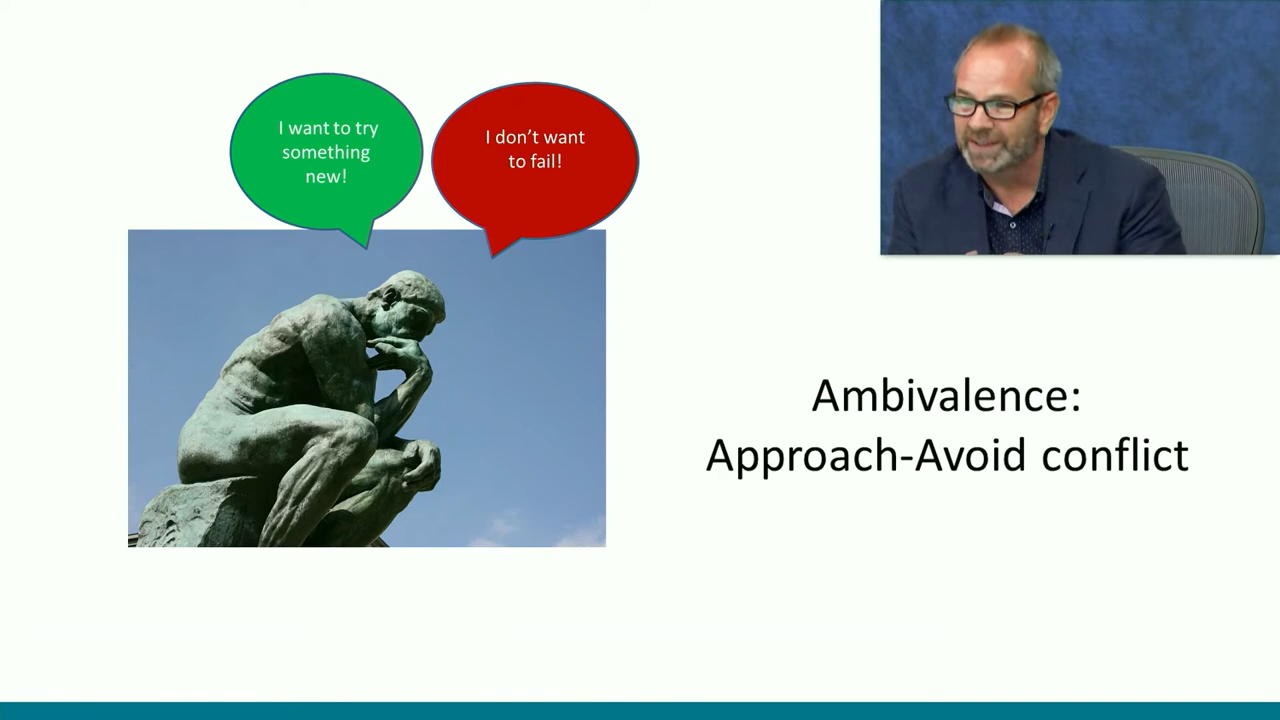 I want to try
something
new!
I don’t want
to fail!
Ambivalence:
Approach-Avoid conflict